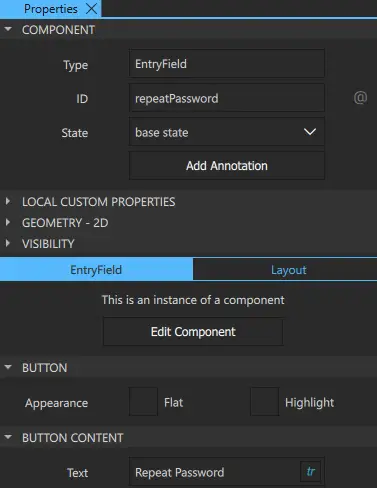 Properties
COMPONENT
Type EntryField
ID repeatPassword @
State base state
Add Annotation
LOCAL CUSTOM PROPERTIES
GEOMETRY - 2D
VISIBILITY
EntryField Layout
This is an instance of a component
Edit Component
BUTTON
Appearance Flat Highlight
BUTTON CONTENT
Text Repeat Password tr